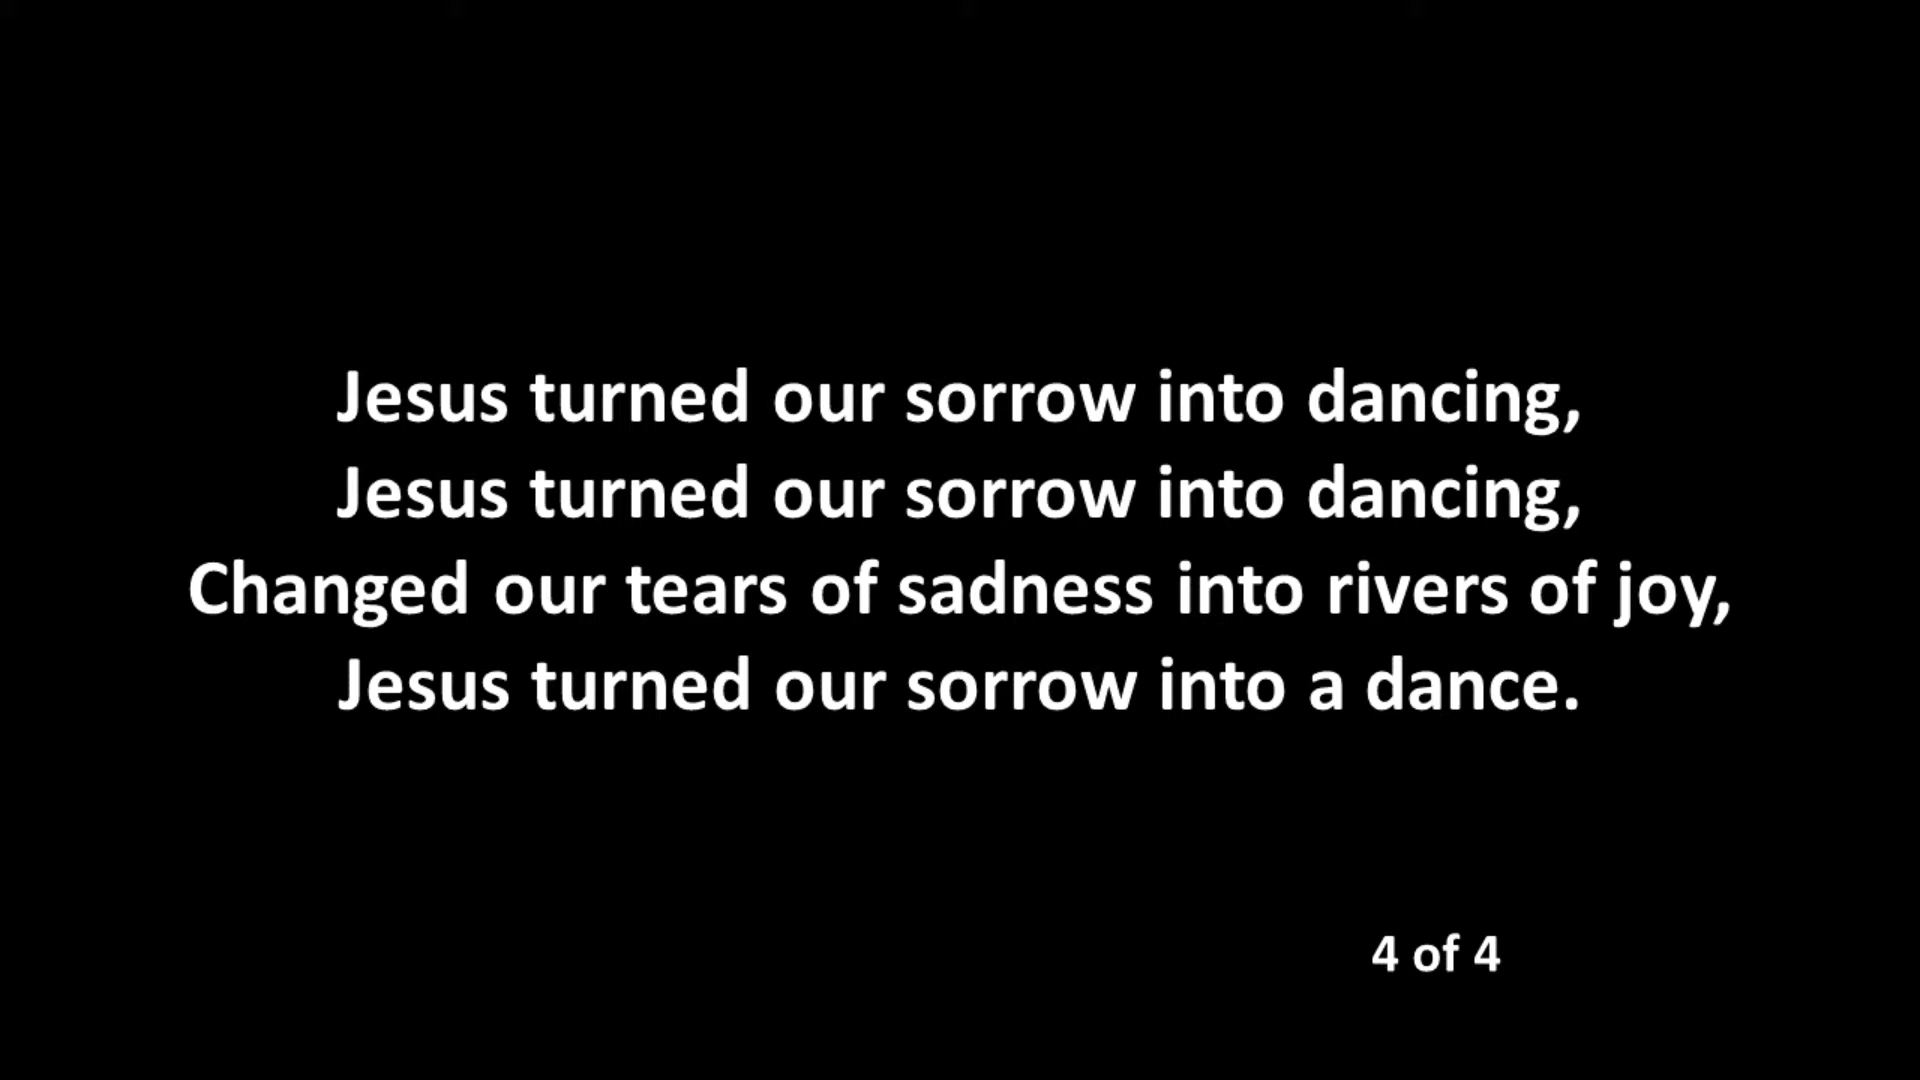 Jesus turned our sorrow into dancing,
Jesus turned our sorrow into dancing,
Changed our tears of sadness into rivers of joy,
Jesus turned our sorrow into a dance.
4 of 4